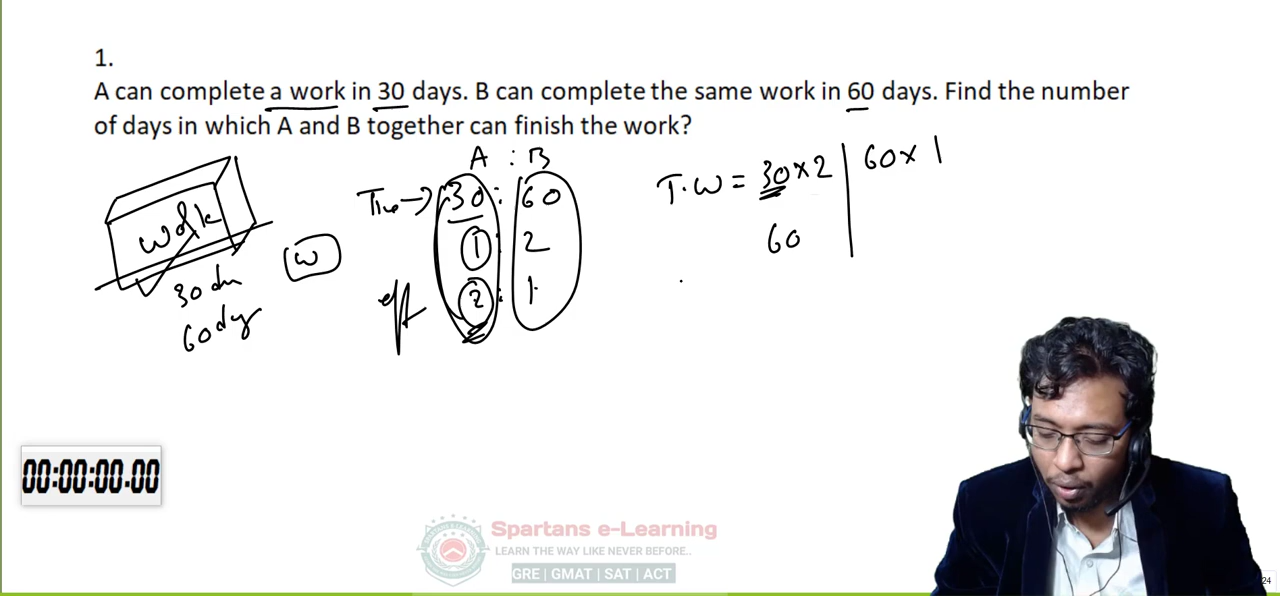 1.
A can complete a work in 30 days. B can complete the same work in 60 days. Find the number
of days in which A and B together can finish the work?
A : B
Time → 30 : 60
1 : 2
eff 2 : 1
work
W
30 day
60 day
T.W = 30 × 2 | 60 × 1
60
00:00:00.00
Spartans e-Learning
LEARN THE WAY LIKE NEVER BEFORE..
GRE | GMAT | SAT | ACT
24